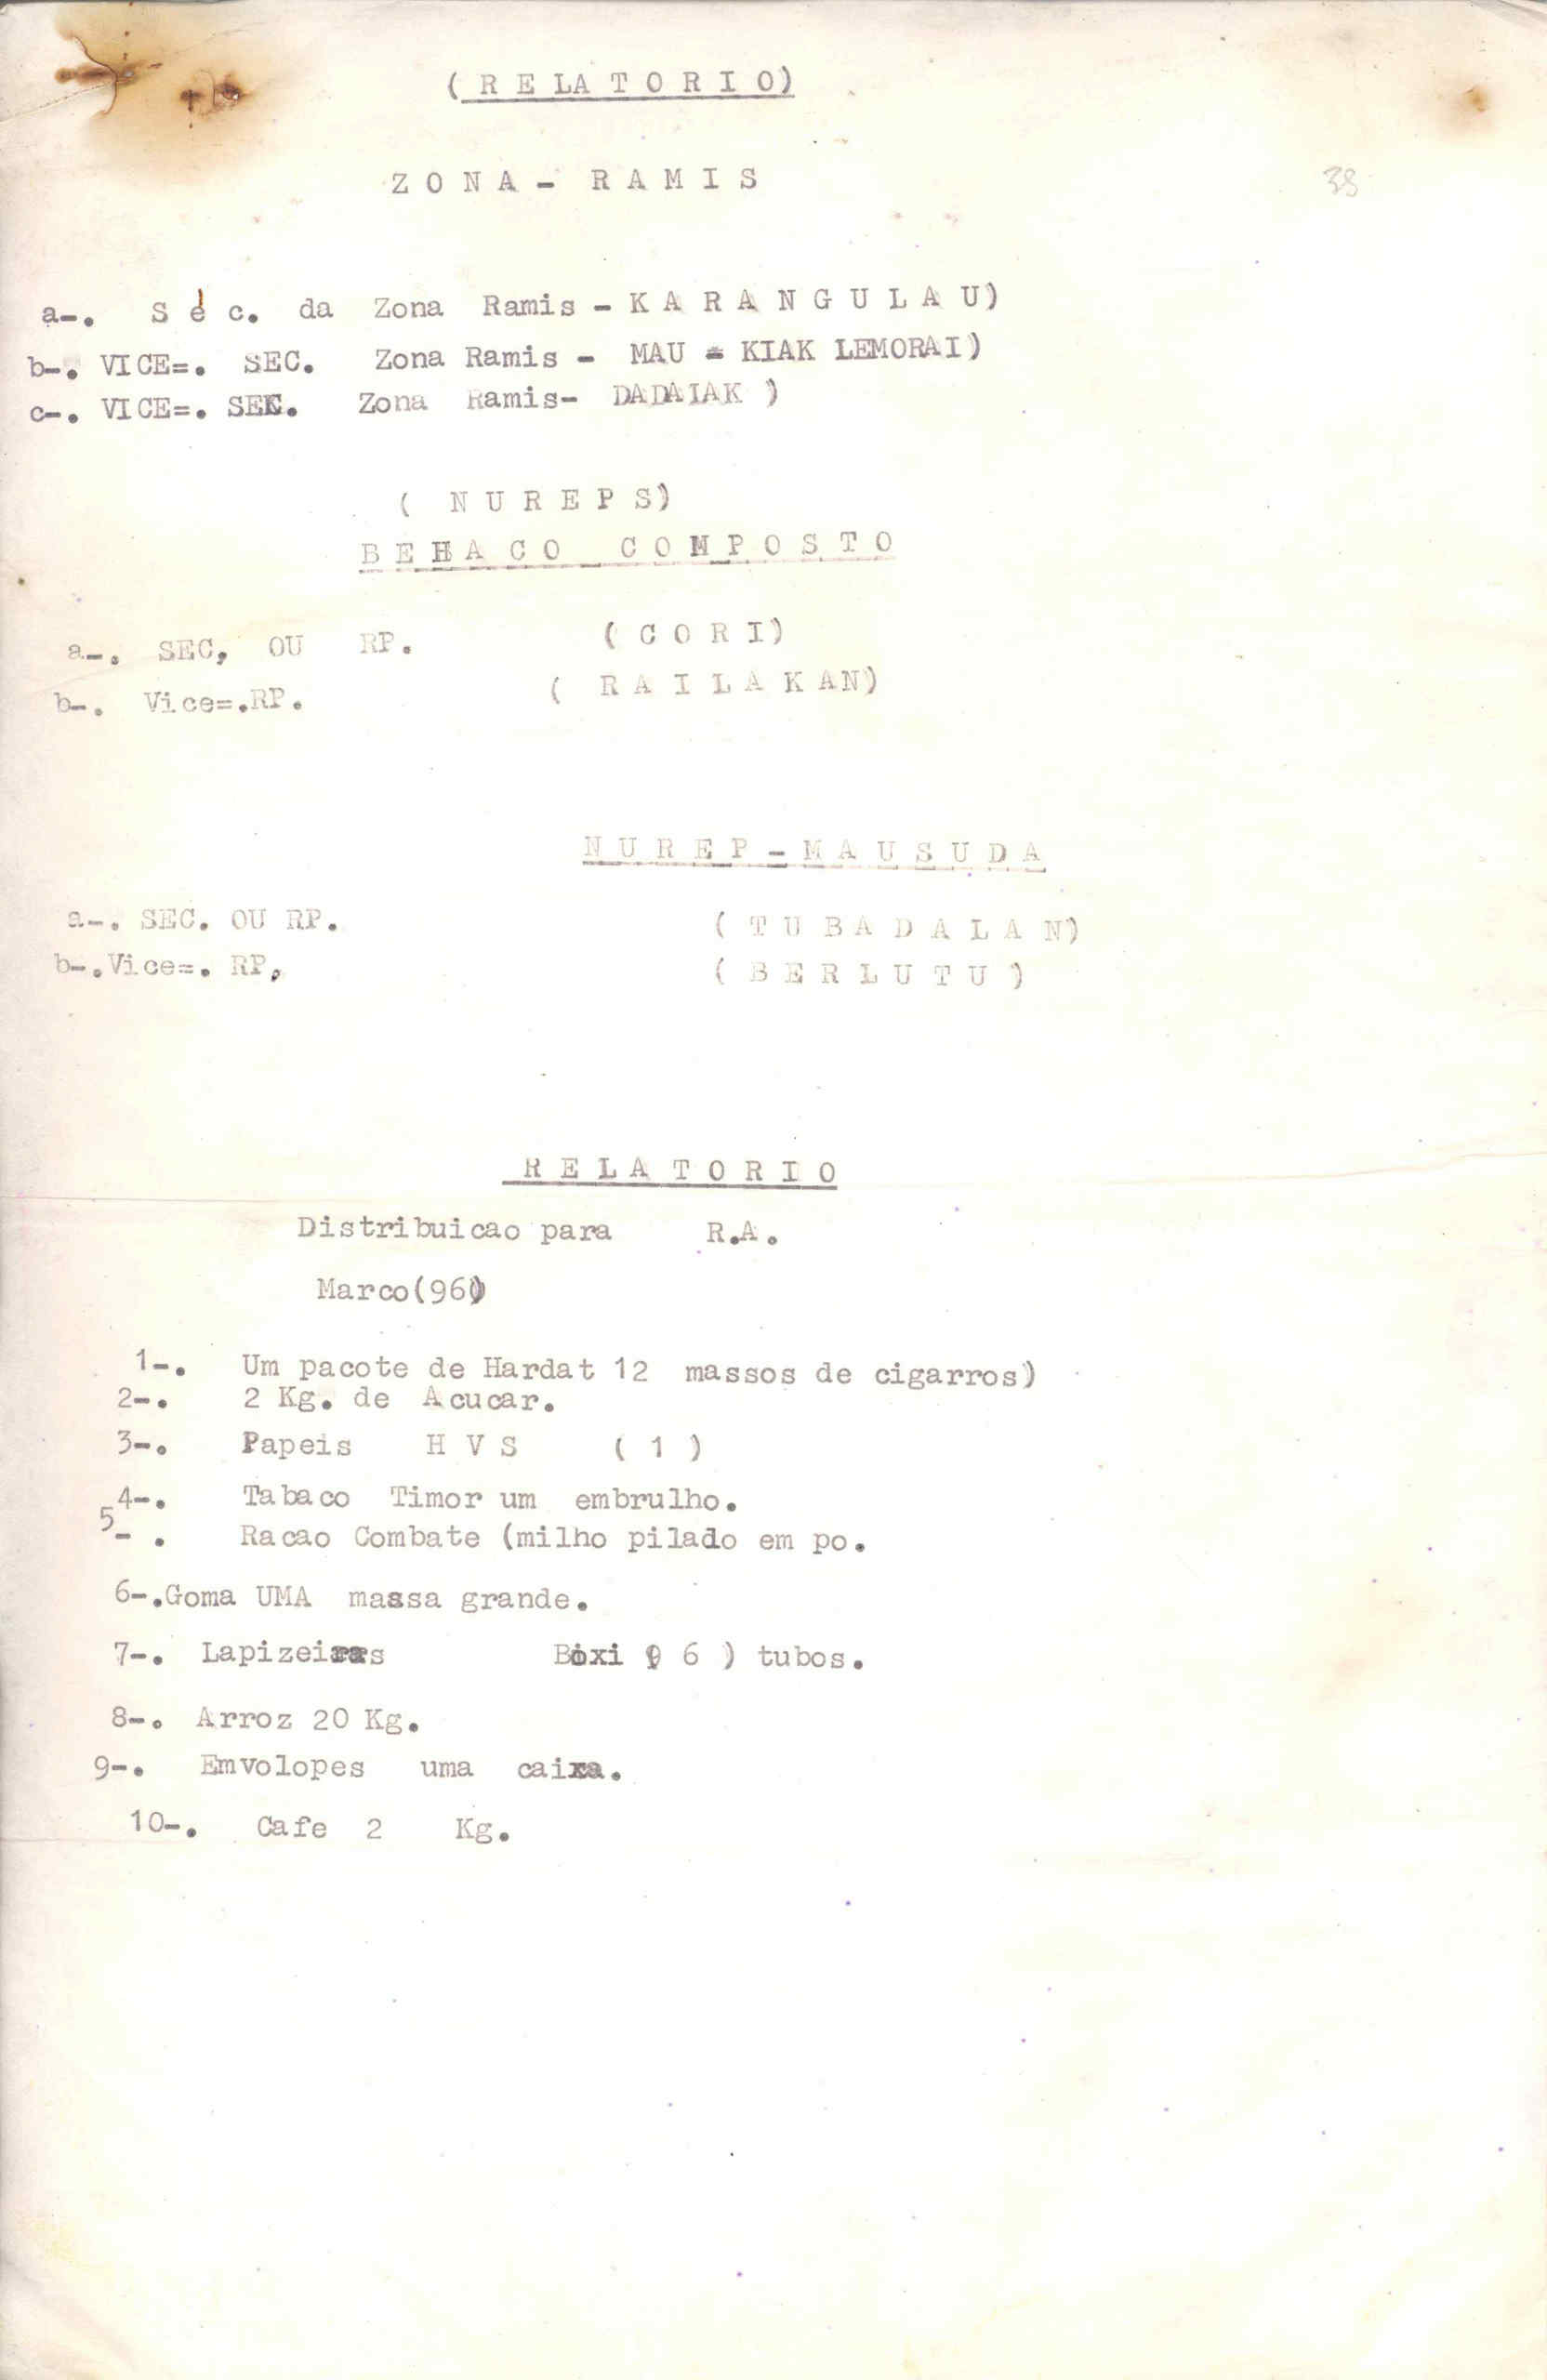 ( R E L A T O R I O)
Z O N A - R A M I S
38
a-. S é c. da Zona Ramis - K A R A N G U L A U)
b-. VICE=. SEC. Zona Ramis - MAU = KIAK LEMORAI)
c-. VICE=. SEC. Zona Ramis- DADAIAK )
( N U R E P S)
B E H A C O C O M P O S T O
a-. SEC, OU RP. ( C O R I)
b-. Vice=.RP. ( R A I L A K A N)
N U R E P - M A U S U D A
a-. SEC. OU RP. ( T U B A D A L A N)
b-.Vice=. RP, ( B E R L U T U )
R E L A T O R I O
Distribuicao para R.A.
Marco(96)
1-. Um pacote de Hardat 12 massos de cigarros)
2-. 2 Kg. de Acucar.
3-. Papeis H V S ( 1 )
4-. Tabaco Timor um embrulho.
5- . Racao Combate (milho pilado em po.
6-.Goma UMA massa grande.
7-. Lapizeiras Bixi ( 6 ) tubos.
8-. Arroz 20 Kg.
9-. Emvolopes uma caixa.
10-. Cafe 2 Kg.